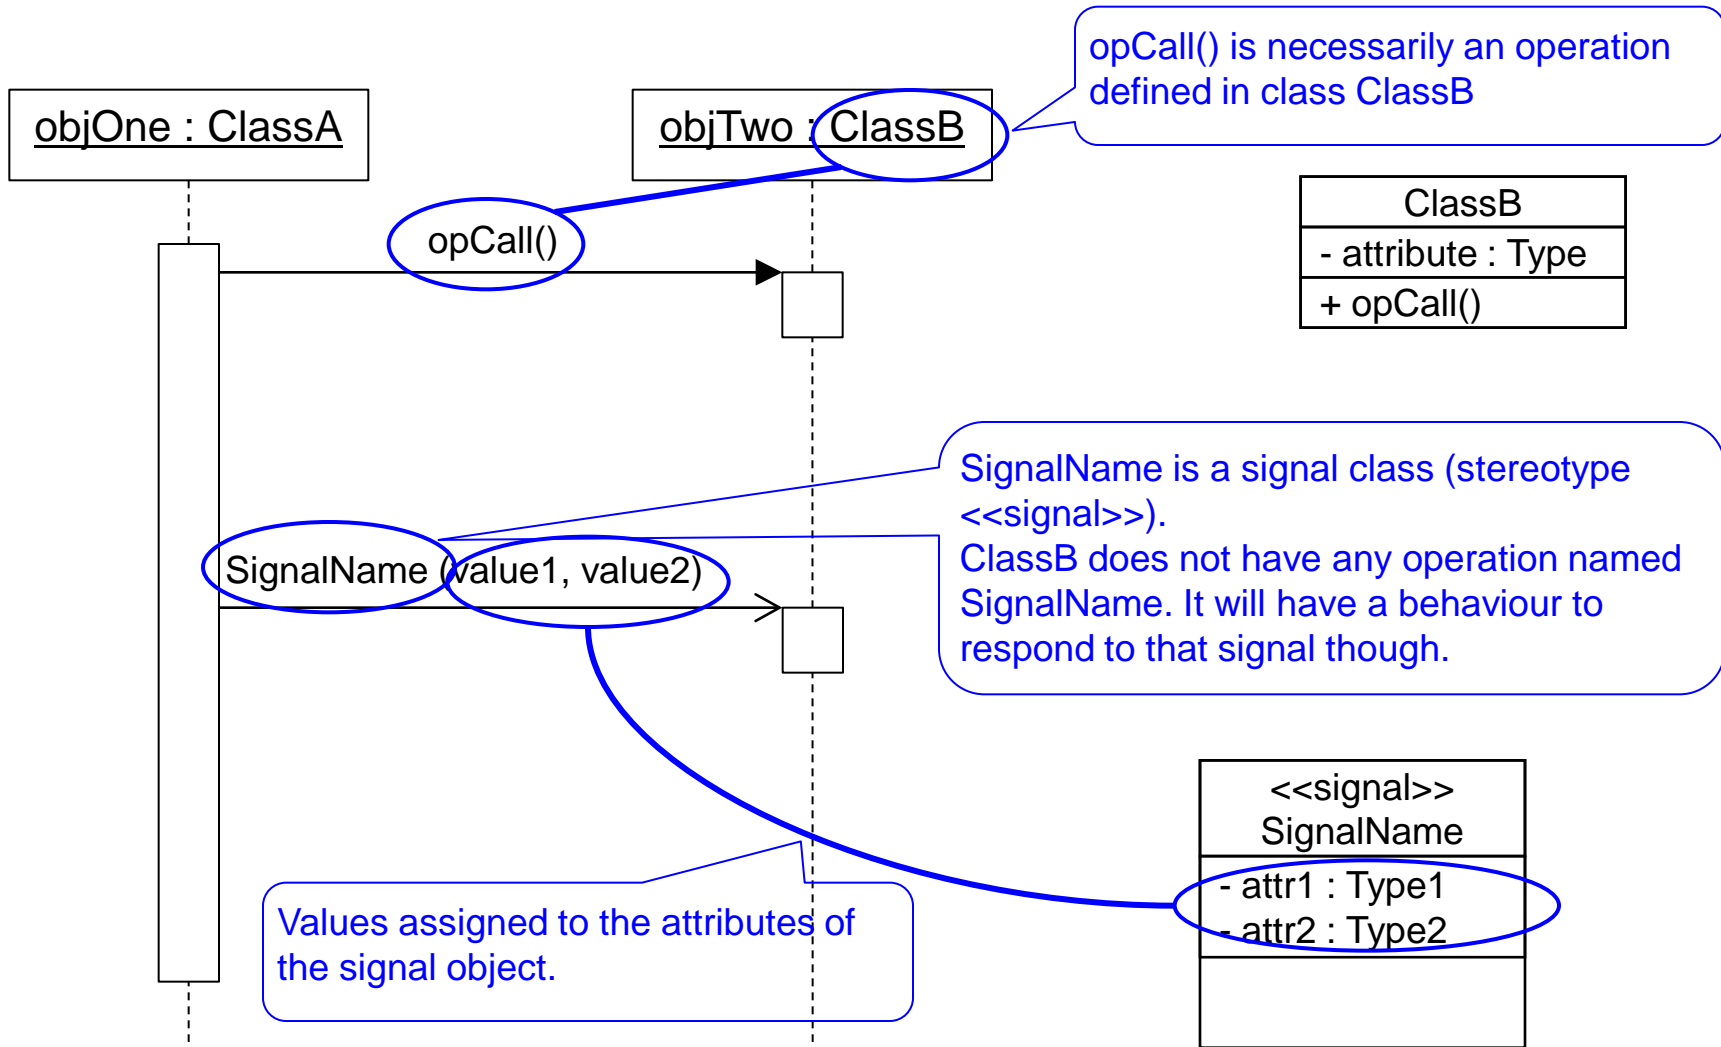 opCall() is necessarily an operation
defined in class ClassB
objOne : ClassA
objTwo : ClassB
ClassB
- attribute : Type
+ opCall()
opCall()
SignalName is a signal class (stereotype
<<signal>>).
ClassB does not have any operation named
SignalName. It will have a behaviour to
respond to that signal though.
SignalName (value1, value2)
<<signal>>
SignalName
- attr1 : Type1
- attr2 : Type2
Values assigned to the attributes of
the signal object.